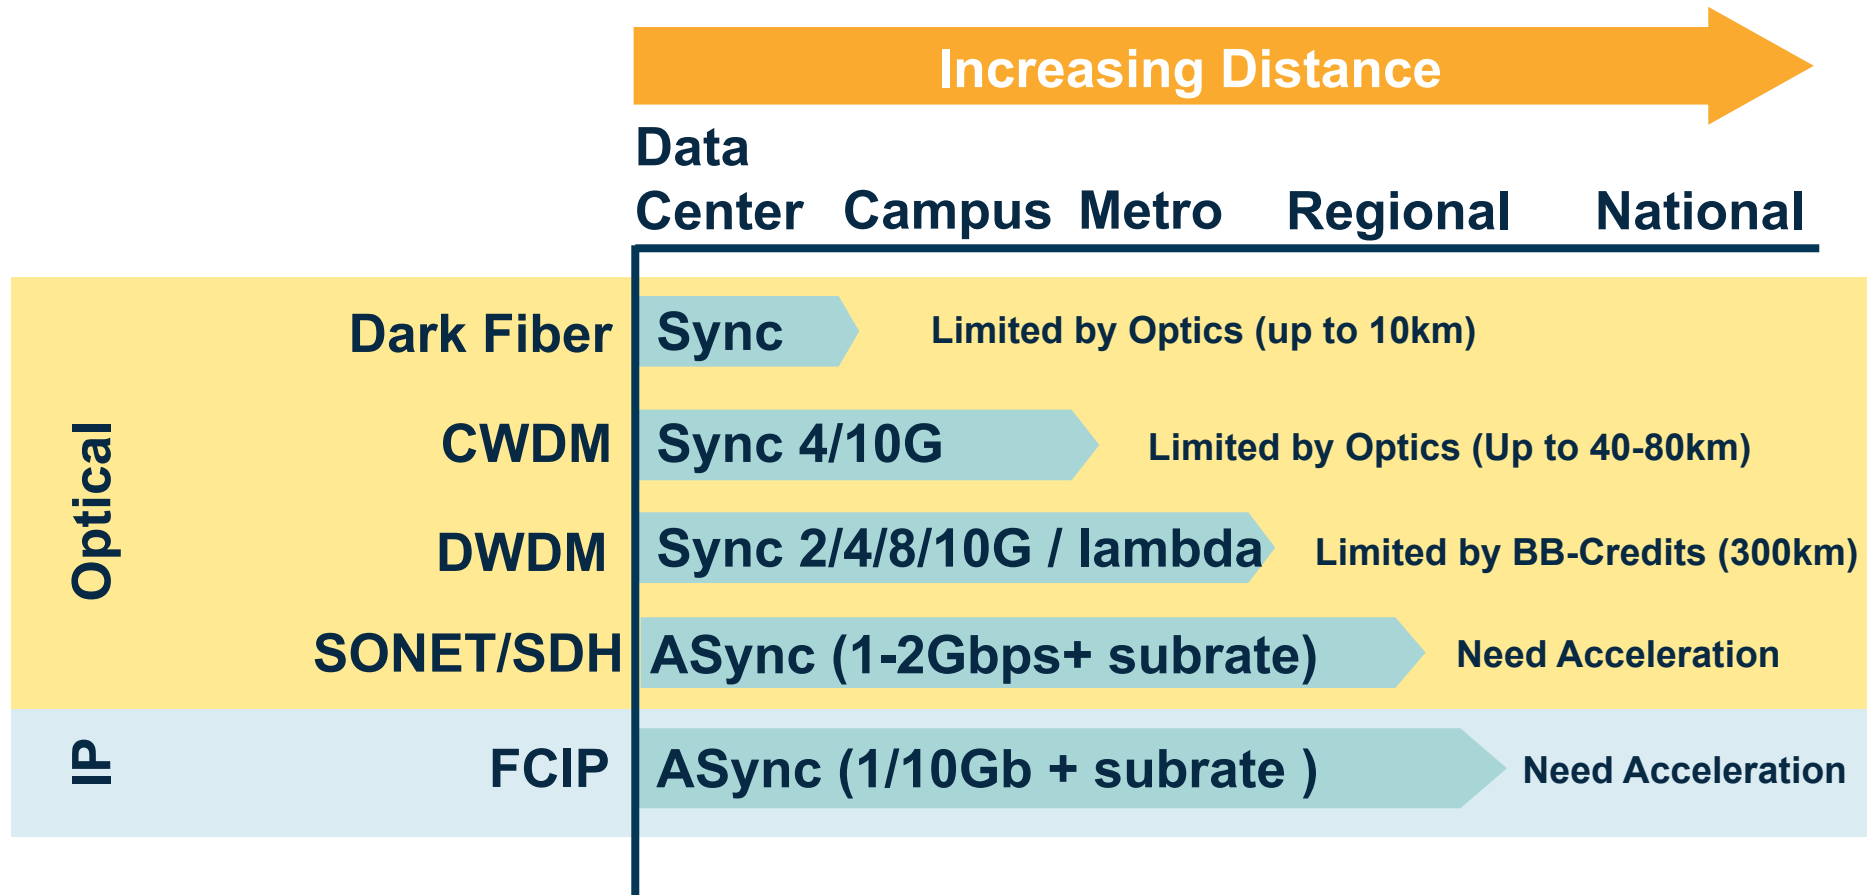 Increasing Distance
Data
Center Campus Metro Regional National
Optical
Dark Fiber Sync Limited by Optics (up to 10km)
CWDM Sync 4/10G Limited by Optics (Up to 40-80km)
DWDM Sync 2/4/8/10G / lambda Limited by BB-Credits (300km)
SONET/SDH ASync (1-2Gbps+ subrate) Need Acceleration
IP
FCIP ASync (1/10Gb + subrate ) Need Acceleration